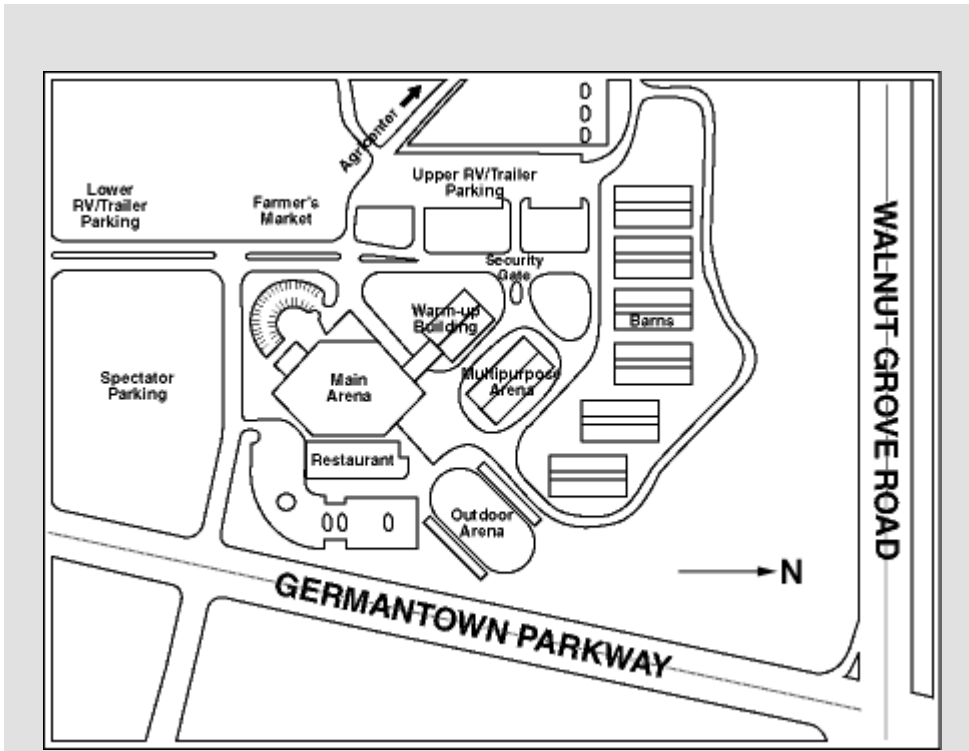 Agricenter
Upper RV/Trailer
Parking
Lower
RV/Trailer
Parking
Farmer's
Market
WALNUT GROVE ROAD
Security
Gate
Warm-up
Building
Barns
Spectator
Parking
Main
Arena
Multipurpose
Arena
Restaurant
Outdoor
Arena
N
GERMANTOWN PARKWAY